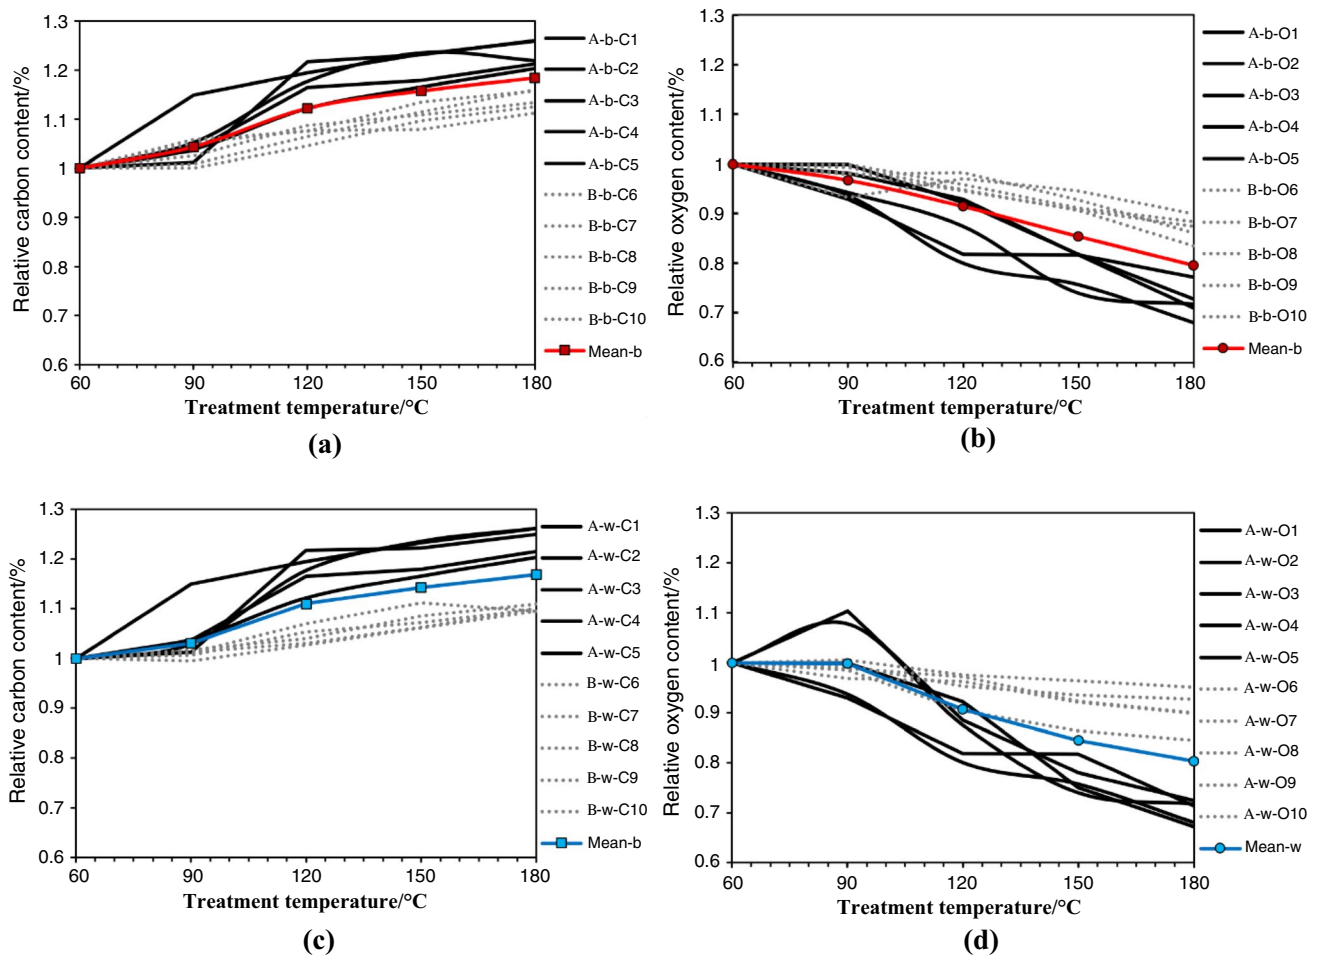 1.3
1.2
1.1
1
0.9
0.8
0.7
0.6
Relative carbon content/%
60
90
120
150
180
Treatment temperature/°C
A-b-C1
A-b-C2
A-b-C3
A-b-C4
A-b-C5
B-b-C6
B-b-C7
B-b-C8
B-b-C9
B-b-C10
Mean-b
(a)
1.3
1.2
1.1
1
0.9
0.8
0.7
0.6
Relative oxygen content/%
60
90
120
150
180
Treatment temperature/°C
A-b-O1
A-b-O2
A-b-O3
A-b-O4
A-b-O5
B-b-O6
B-b-O7
B-b-O8
B-b-O9
B-b-O10
Mean-b
(b)
1.3
1.2
1.1
1
0.9
0.8
0.7
0.6
Relative carbon content/%
60
90
120
150
180
Treatment temperature/°C
A-w-C1
A-w-C2
A-w-C3
A-w-C4
A-w-C5
B-w-C6
B-w-C7
B-w-C8
B-w-C9
B-w-C10
Mean-b
(c)
1.3
1.2
1.1
1
0.9
0.8
0.7
0.6
Relative oxygen content/%
60
90
120
150
180
Treatment temperature/°C
A-w-O1
A-w-O2
A-w-O3
A-w-O4
A-w-O5
A-w-O6
A-w-O7
A-w-O8
A-w-O9
A-w-O10
Mean-w
(d)